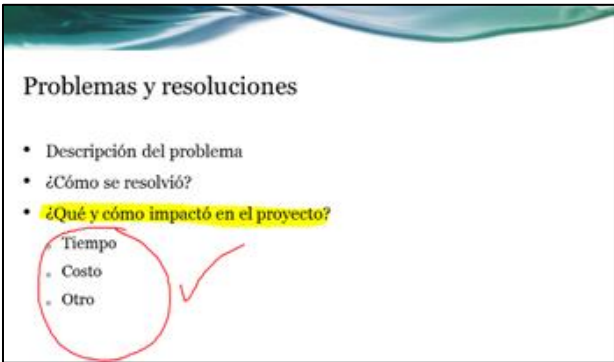 Problemas y resoluciones
• Descripción del problema
• ¿Cómo se resolvió?
• ¿Qué y cómo impactó en el proyecto?
Tiempo
Costo
Otro